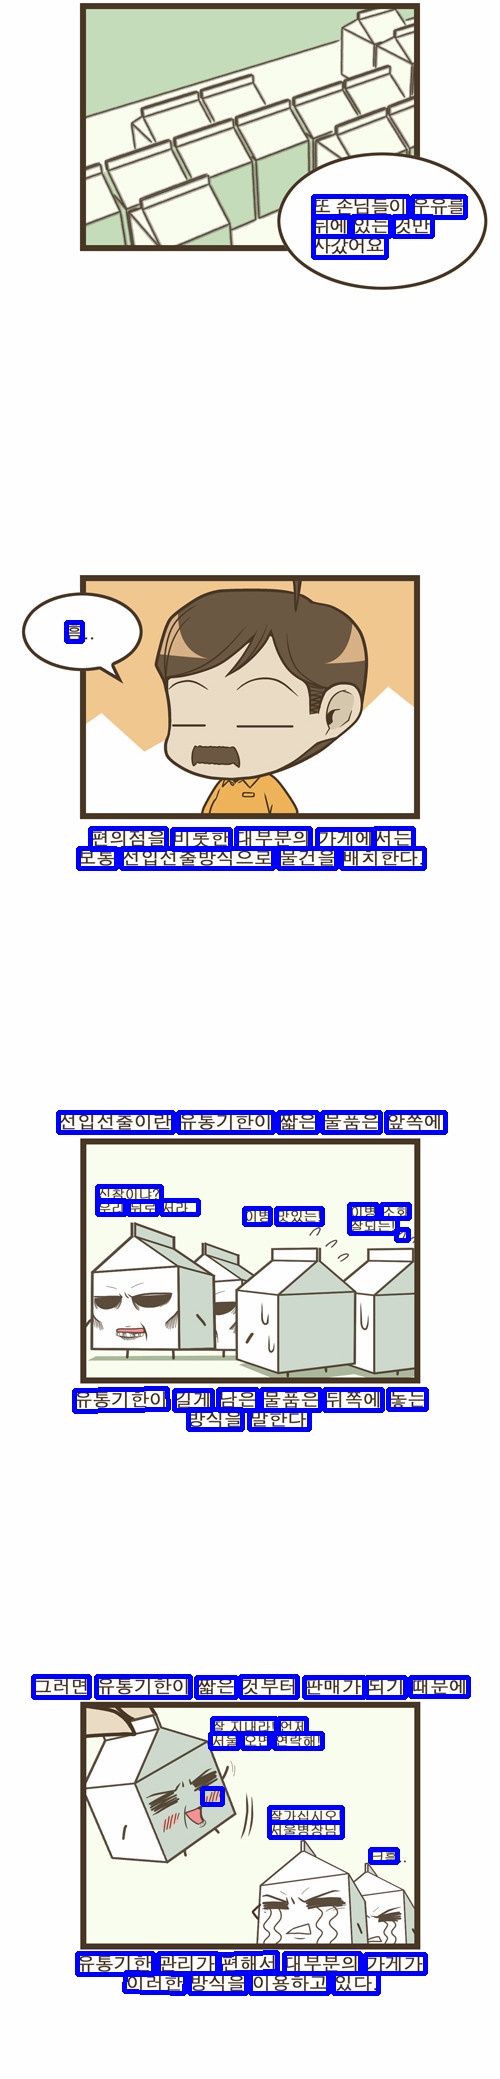 또 손님들이 우유를
뒤에 있는 것만
사갔어요
흠..
편의점을 비롯한 대부분의 가게에서는
보통 선입선출방식으로 물건을 배치한다.
선입선출이란 유통기한이 짧은 물품은 앞쪽에
신참이냐?
우리 뒤로 서라
이병 맛있는!
이병 소화
잘되는!
유통기한이 길게 남은 물품은 뒤쪽에 놓는
방식을 말한다
그러면 유통기한이 짧은 것부터 판매가 되기 때문에
잘 지내라! 언제
서울 오면 연락해!
잘가십시오
서울병장님
유통기한 관리가 편해서 대부분의 가게가
이러한 방식을 이용하고 있다.